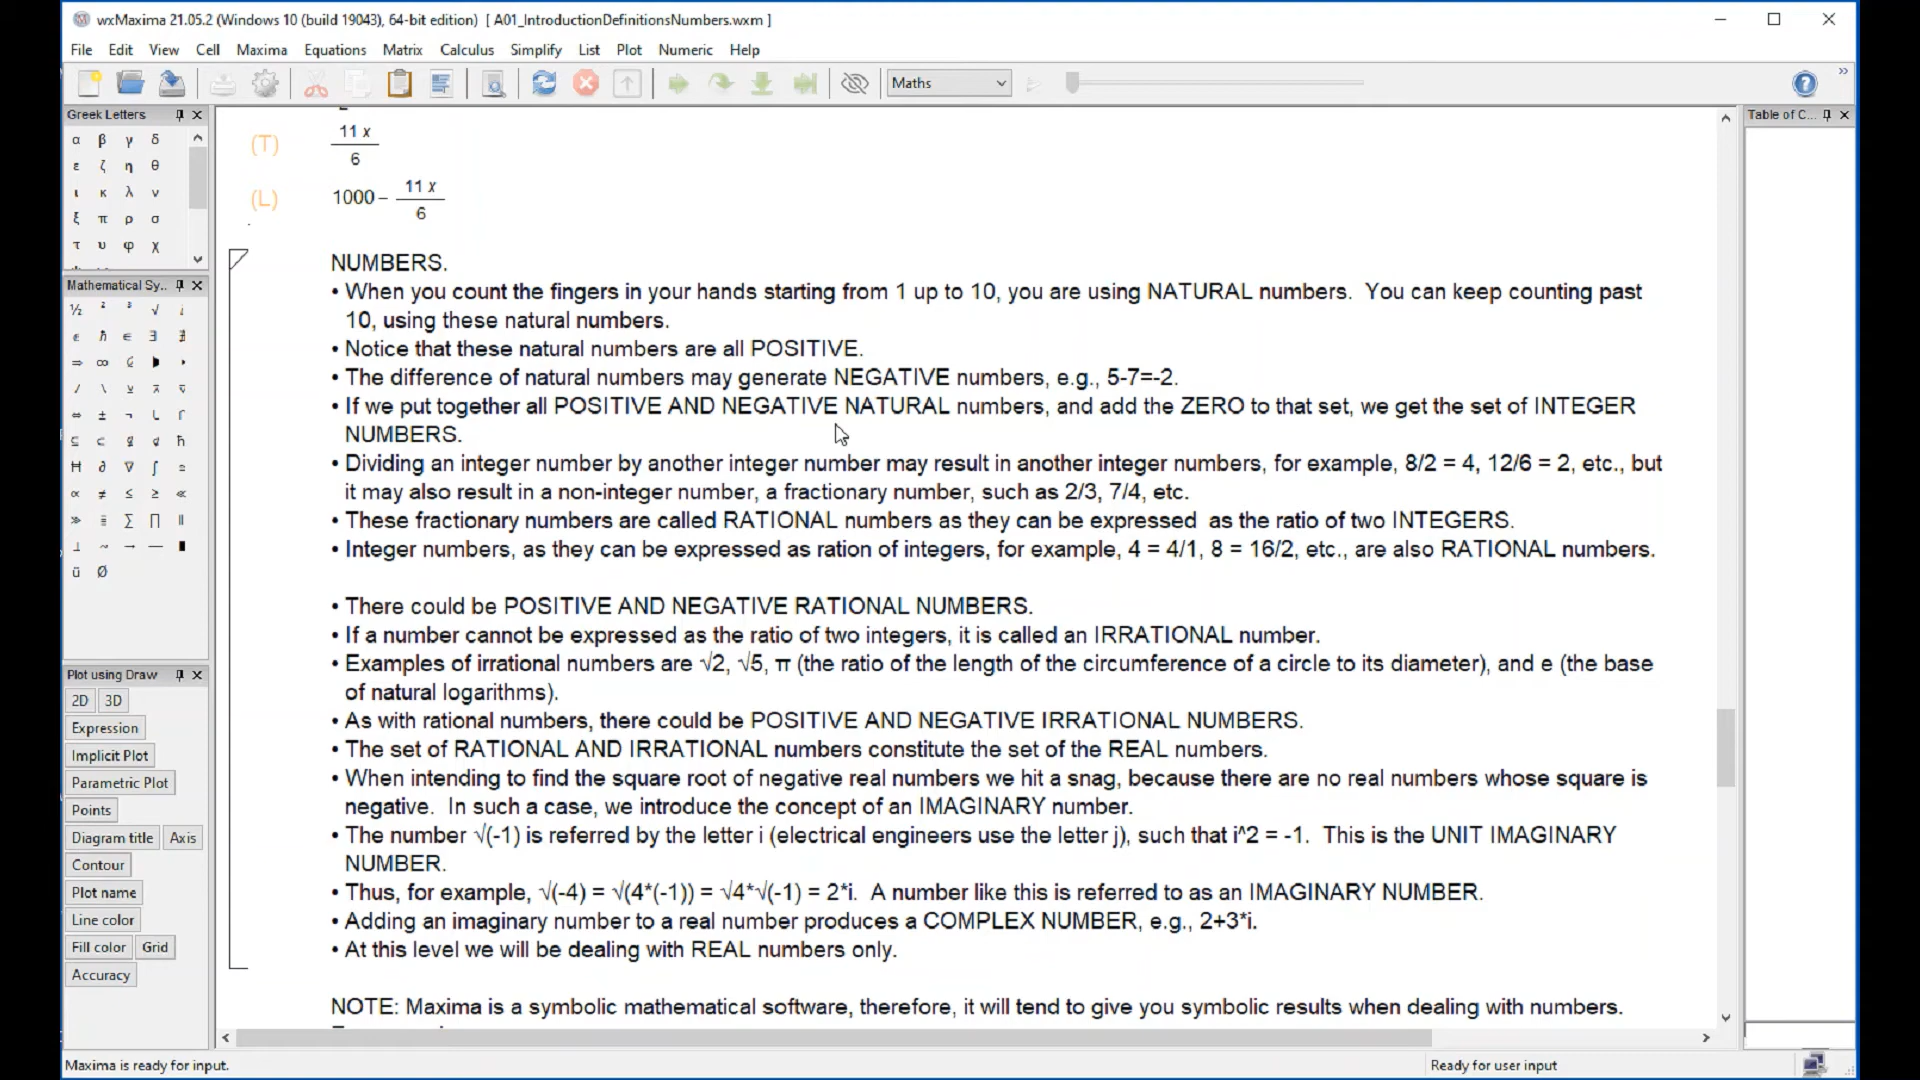 wxMaxima 21.05.2 (Windows 10 (build 19043), 64-bit edition) [ A01_IntroductionDefinitionsNumbers.wxm ]
File Edit View Cell Maxima Equations Matrix Calculus Simplify List Plot Numeric Help
Maths
Greek Letters
α β γ δ
ε ζ η θ
ι κ λ ν
ξ π ρ σ
τ υ φ χ
Mathematical Sy..
½ ² ³ √ i
e ħ ∈ ∃ ∄
⇒ ∞
⇔ ± ¬
Ħ ∂ ∇ ∫
∝ ≠ ≤ ≥ ≪
≫ ∑ ∏ ∥
⊥ ~ → —
ü Ø
Plot using Draw
2D 3D
Expression
Implicit Plot
Parametric Plot
Points
Diagram title Axis
Contour
Plot name
Line color
Fill color Grid
Accuracy
(T) 11 x
6
(L) 1000 – 11 x
6
NUMBERS.
• When you count the fingers in your hands starting from 1 up to 10, you are using NATURAL numbers. You can keep counting past
10, using these natural numbers.
• Notice that these natural numbers are all POSITIVE.
• The difference of natural numbers may generate NEGATIVE numbers, e.g., 5-7=-2.
• If we put together all POSITIVE AND NEGATIVE NATURAL numbers, and add the ZERO to that set, we get the set of INTEGER
NUMBERS.
• Dividing an integer number by another integer number may result in another integer numbers, for example, 8/2 = 4, 12/6 = 2, etc., but
it may also result in a non-integer number, a fractionary number, such as 2/3, 7/4, etc.
• These fractionary numbers are called RATIONAL numbers as they can be expressed as the ratio of two INTEGERS.
• Integer numbers, as they can be expressed as ration of integers, for example, 4 = 4/1, 8 = 16/2, etc., are also RATIONAL numbers.
• There could be POSITIVE AND NEGATIVE RATIONAL NUMBERS.
• If a number cannot be expressed as the ratio of two integers, it is called an IRRATIONAL number.
• Examples of irrational numbers are √2, √5, π (the ratio of the length of the circumference of a circle to its diameter), and e (the base
of natural logarithms).
• As with rational numbers, there could be POSITIVE AND NEGATIVE IRRATIONAL NUMBERS.
• The set of RATIONAL AND IRRATIONAL numbers constitute the set of the REAL numbers.
• When intending to find the square root of negative real numbers we hit a snag, because there are no real numbers whose square is
negative. In such a case, we introduce the concept of an IMAGINARY number.
• The number √(-1) is referred by the letter i (electrical engineers use the letter j), such that i^2 = -1. This is the UNIT IMAGINARY
NUMBER.
• Thus, for example, √(-4) = √(4*(-1)) = √4*√(-1) = 2*i. A number like this is referred to as an IMAGINARY NUMBER.
• Adding an imaginary number to a real number produces a COMPLEX NUMBER, e.g., 2+3*i.
• At this level we will be dealing with REAL numbers only.
NOTE: Maxima is a symbolic mathematical software, therefore, it will tend to give you symbolic results when dealing with numbers.
Table of C...
Maxima is ready for input.
Ready for user input